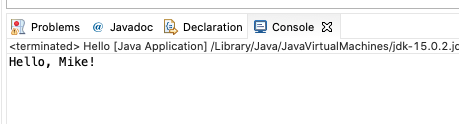 Problems @ Javadoc Declaration Console
<terminated> Hello [Java Application] /Library/Java/JavaVirtualMachines/jdk-15.0.2.jd
Hello, Mike!